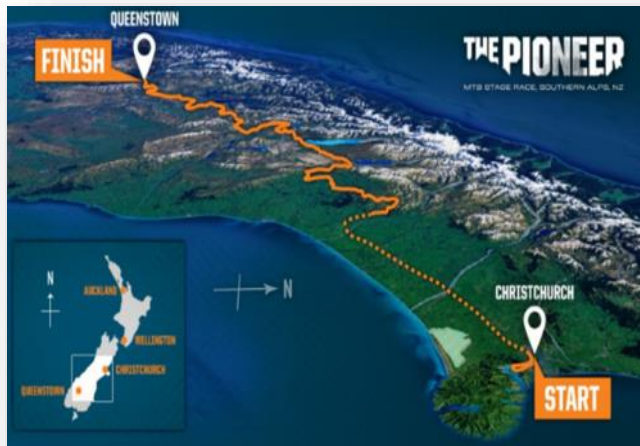 QUEENSTOWN
FINISH
THE PIONEER
MTB STAGE RACE, SOUTHERN ALPS, NZ
N
CHRISTCHURCH
START
N
AUCKLAND
WELLINGTON
CHRISTCHURCH
QUEENSTOWN